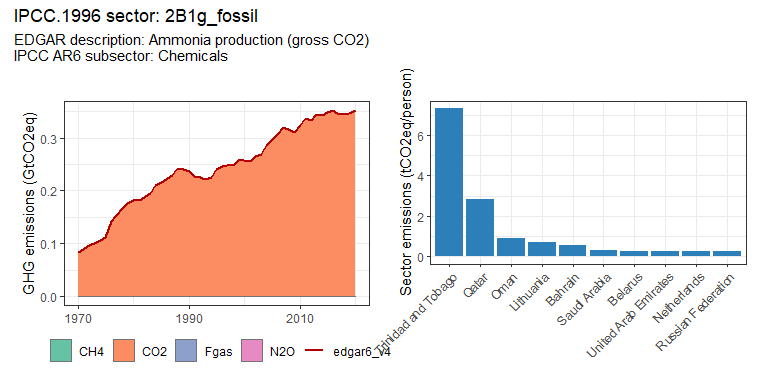 IPCC.1996 sector: 2B1g_fossil
EDGAR description: Ammonia production (gross CO2)
IPCC AR6 subsector: Chemicals
GHG emissions (GtCO2eq)
0.3
0.2
0.1
0.0
1970
1990
2010
CH4
CO2
Fgas
N2O
edgar6_v4
Sector emissions (tCO2eq/person)
6
4
2
0
Trinidad and Tobago
Qatar
Oman
Lithuania
Bahrain
Saudi Arabia
Belarus
United Arab Emirates
Netherlands
Russian Federation